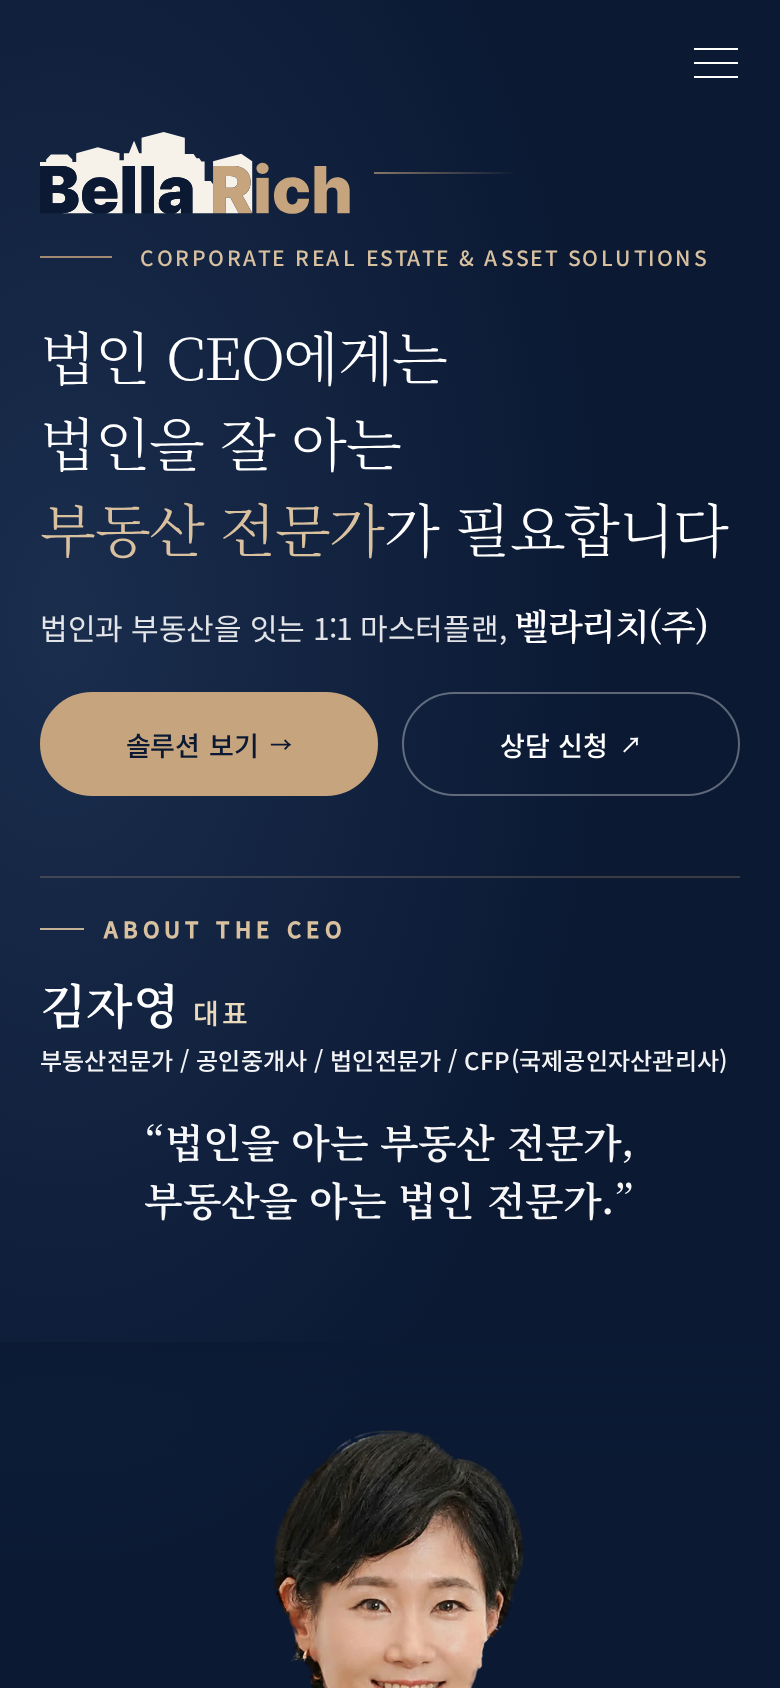 Bella Rich
CORPORATE REAL ESTATE & ASSET SOLUTIONS
법인 CEO에게는
법인을 잘 아는
부동산 전문가가 필요합니다
법인과 부동산을 잇는 1:1 마스터플랜, 벨라리치(주)
솔루션 보기 →
상담 신청 ↗
ABOUT THE CEO
김자영 대표
부동산전문가 / 공인중개사 / 법인전문가 / CFP(국제공인자산관리사)
“법인을 아는 부동산 전문가,
부동산을 아는 법인 전문가.”